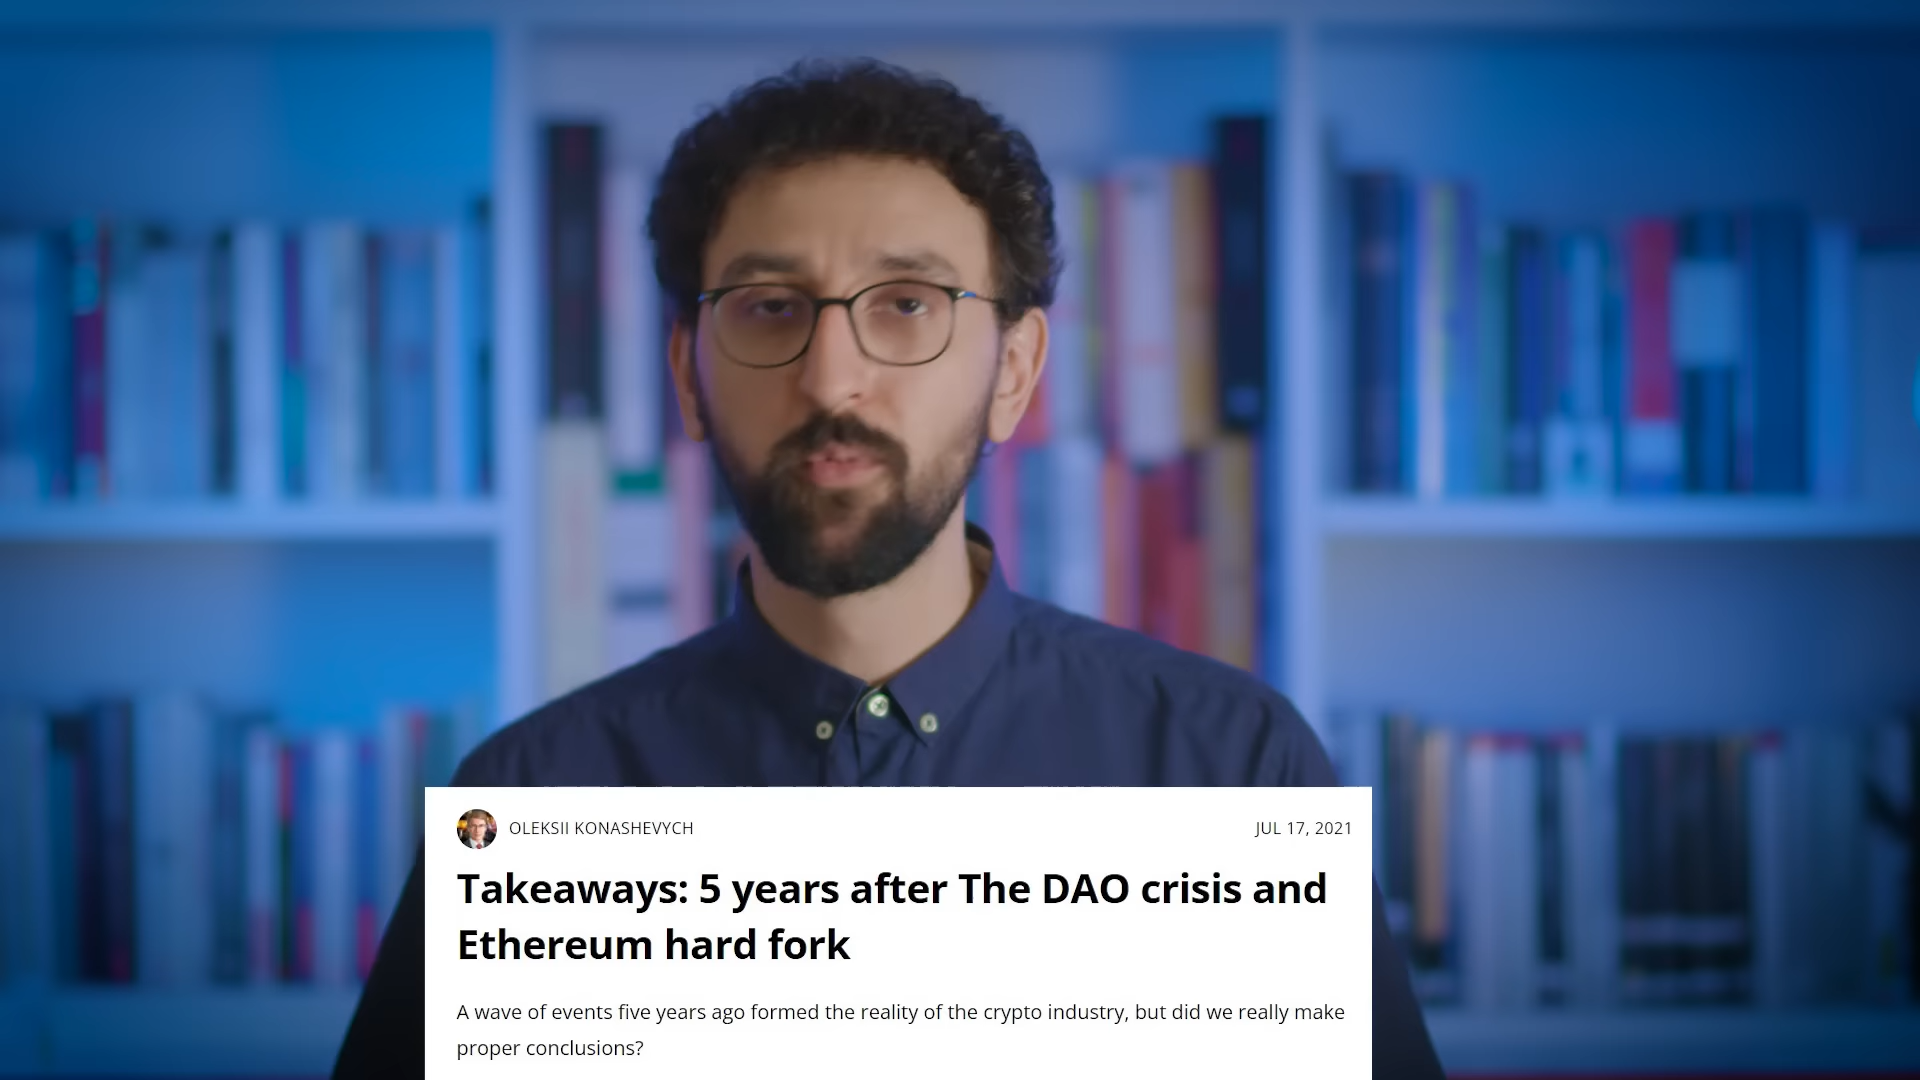 OLEKSII KONASHEVYCH
JUL 17, 2021
Takeaways: 5 years after The DAO crisis and
Ethereum hard fork
A wave of events five years ago formed the reality of the crypto industry, but did we really make
proper conclusions?